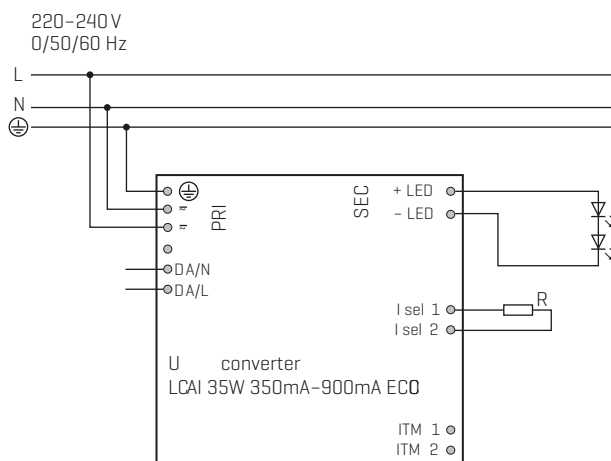 220–240 V
0/50/60 Hz
L
N
PRI
SEC
+ LED
– LED
DA/N
DA/L
I sel 1
R
I sel 2
U converter
LCAI 35W 350mA–900mA ECO
ITM 1
ITM 2